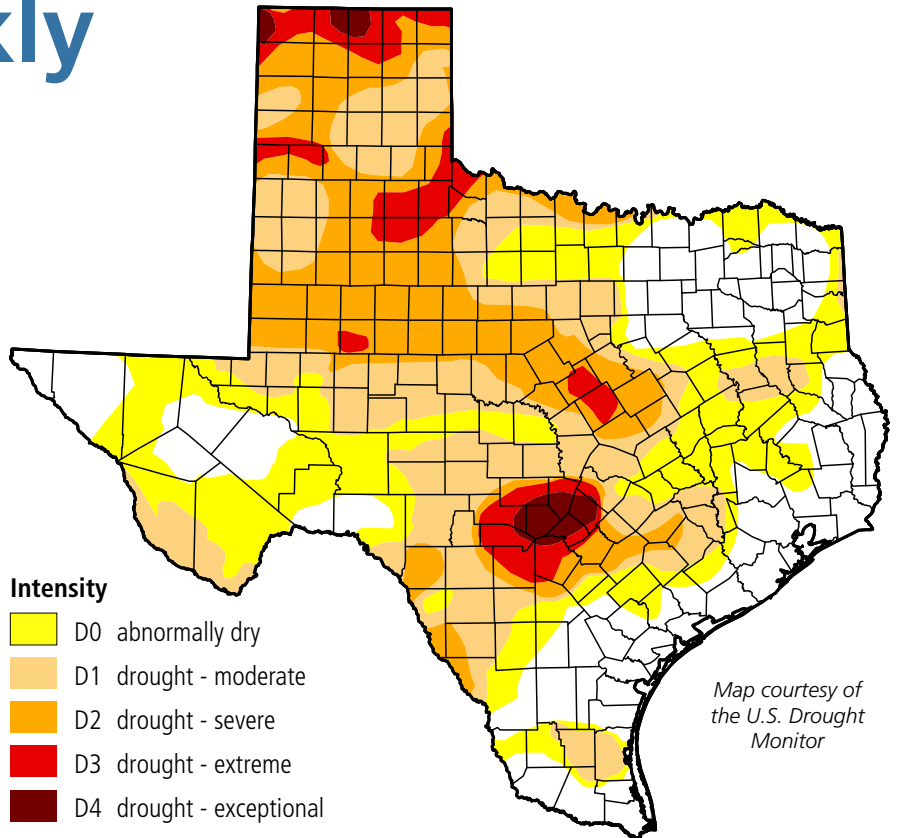 kly
Intensity
D0 abnormally dry
D1 drought - moderate
D2 drought - severe
D3 drought - extreme
D4 drought - exceptional
Map courtesy of
the U.S. Drought
Monitor